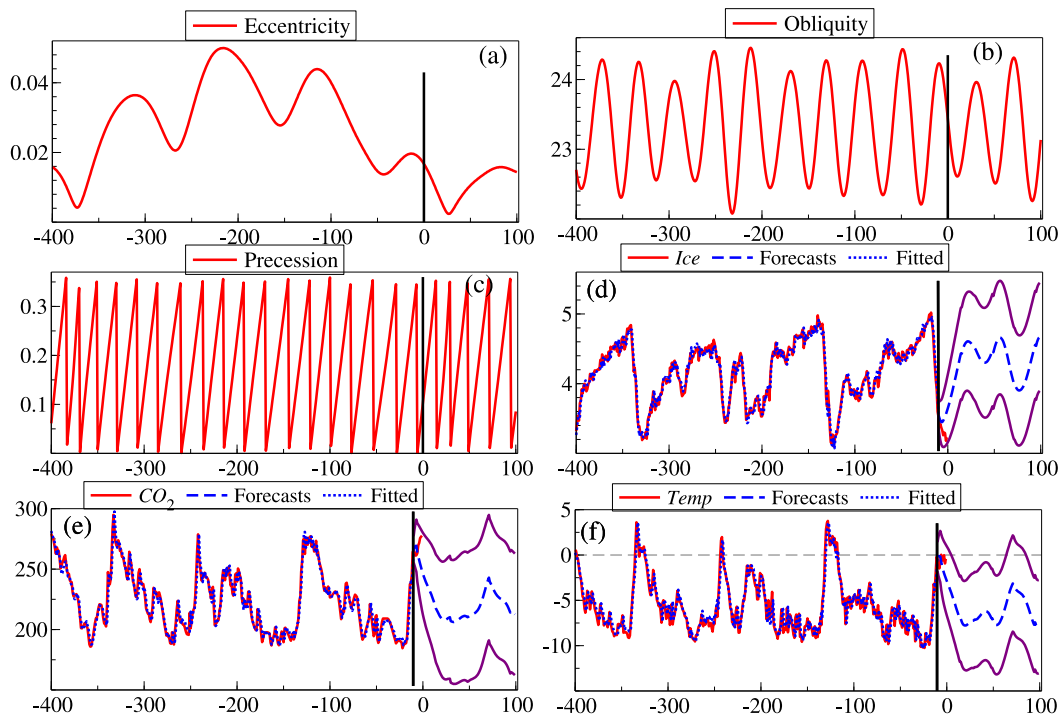 Eccentricity
(a)
0.04
0.02
-400 -300 -200 -100 0 100
Obliquity
(b)
24
23
-400 -300 -200 -100 0 100
Precession
(c)
0.3
0.2
0.1
-400 -300 -200 -100 0 100
Ice Forecasts Fitted
(d)
5
4
-400 -300 -200 -100 0 100
CO2 Forecasts Fitted
(e)
300
250
200
150
-400 -300 -200 -100 0 100
Temp Forecasts Fitted
(f)
5
0
-5
-10
-400 -300 -200 -100 0 100